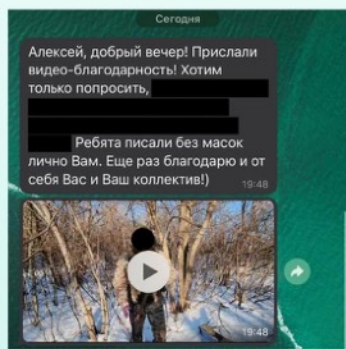 Сегодня
Алексей, добрый вечер! Прислали
видео-благодарность! Хотим
только попросить,
Ребята писали без масок
лично Вам. Еще раз благодарю и от
себя Вас и Ваш коллектив!)
19:48
19:48